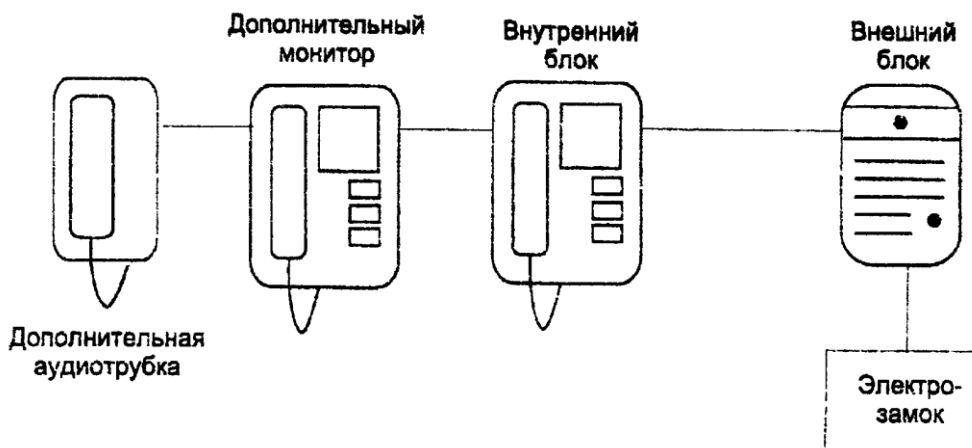 Дополнительный
монитор
Внутренний
блок
Внешний
блок
Дополнительная
аудиотрубка
Электро-
замок